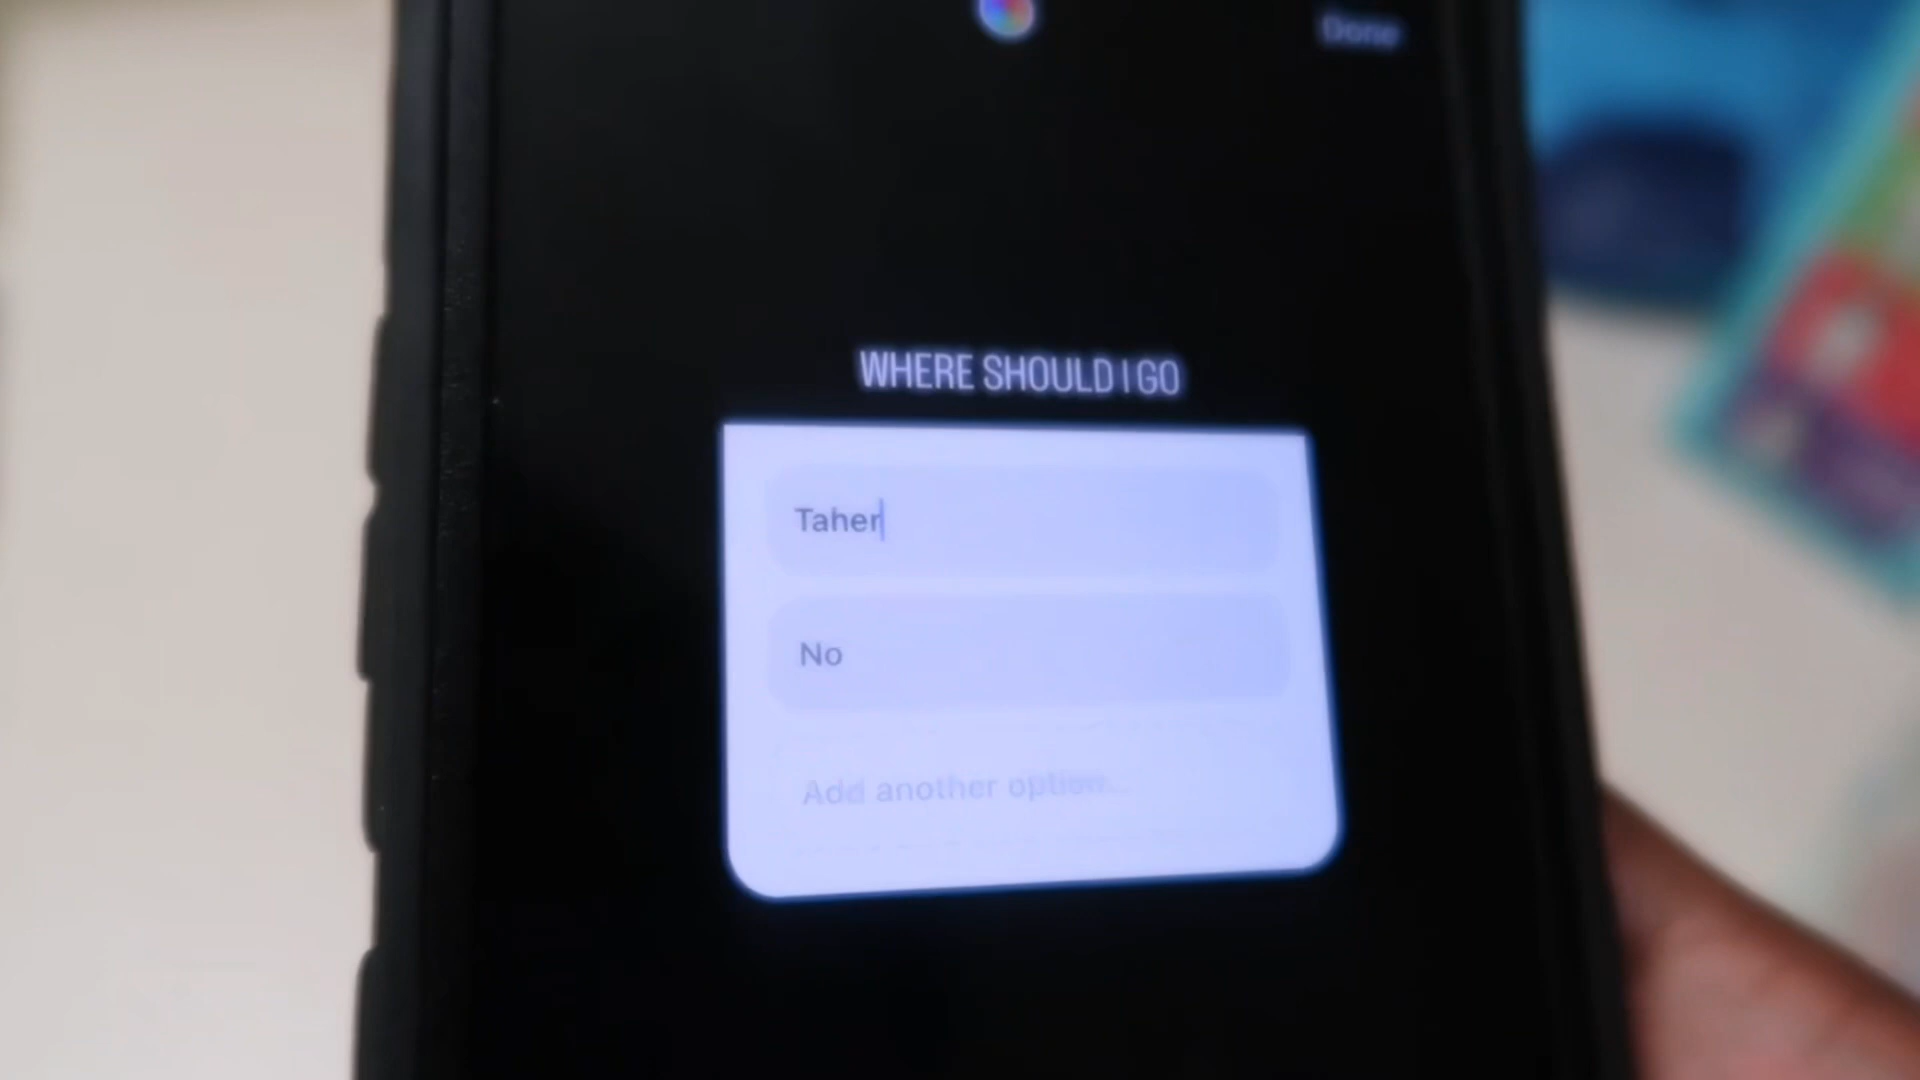 Done
WHERE SHOULD I GO
Taher
No
Add another option...